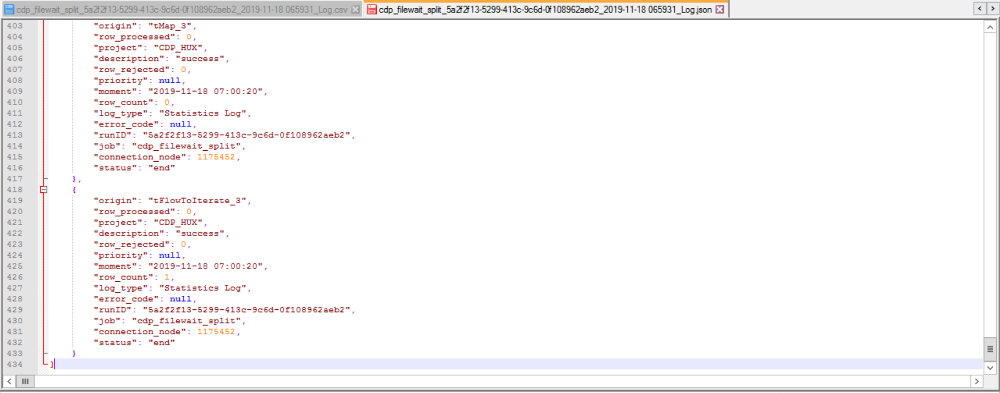 cdp_filewait_split_5a2f2f13-5299-413c-9c6d-0f108962aeb2_2019-11-18 065931_Log.csv cdp_filewait_split_5a2f2f13-5299-413c-9c6d-0f108962aeb2_2019-11-18 065931_Log.json
403 "origin": "tMap_3",
404 "row_processed": 0,
405 "project": "CDP_HUX",
406 "description": "success",
407 "row_rejected": 0,
408 "priority": null,
409 "moment": "2019-11-18 07:00:20",
410 "row_count": 0,
411 "log_type": "Statistics Log",
412 "error_code": null,
413 "runID": "5a2f2f13-5299-413c-9c6d-0f108962aeb2",
414 "job": "cdp_filewait_split",
415 "connection_node": 1175452,
416 "status": "end"
417 },
418 {
419 "origin": "tFlowToIterate_3",
420 "row_processed": 0,
421 "project": "CDP_HUX",
422 "description": "success",
423 "row_rejected": 0,
424 "priority": null,
425 "moment": "2019-11-18 07:00:20",
426 "row_count": 1,
427 "log_type": "Statistics Log",
428 "error_code": null,
429 "runID": "5a2f2f13-5299-413c-9c6d-0f108962aeb2",
430 "job": "cdp_filewait_split",
431 "connection_node": 1175452,
432 "status": "end"
433 }
434 ]